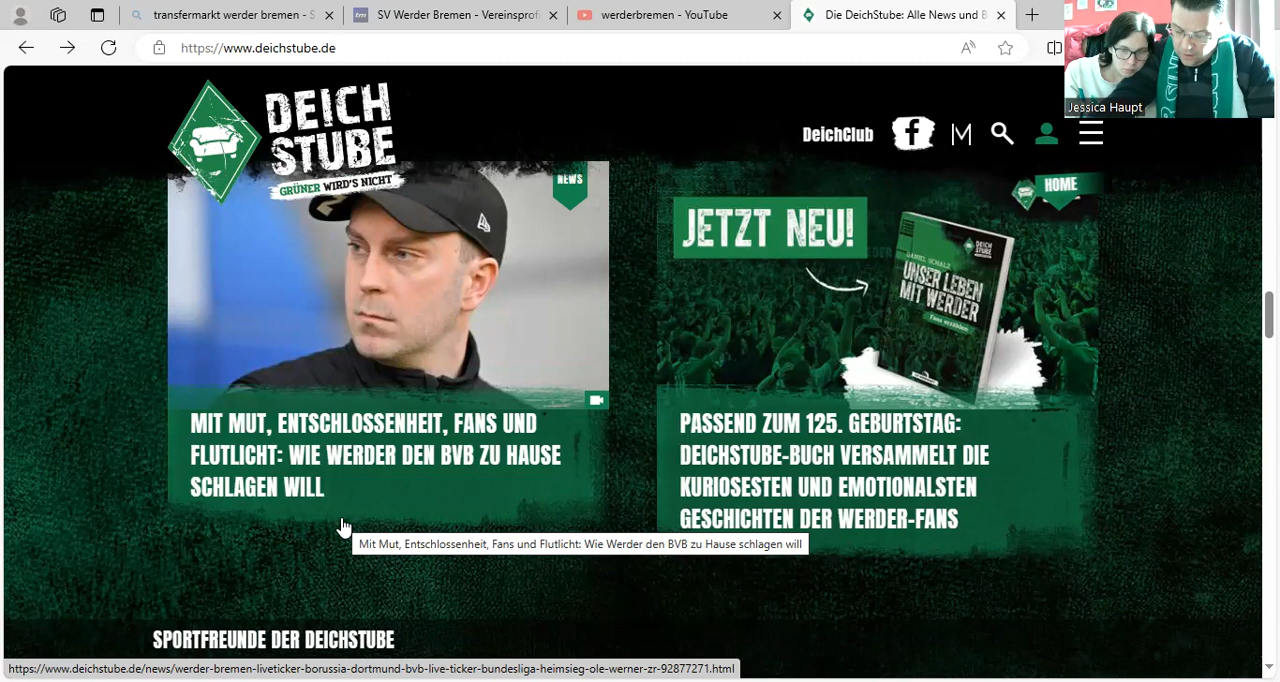 transfermarkt werder bremen - S
SV Werder Bremen - Vereinsprofi
werderbremen - YouTube
Die DeichStube: Alle News und B
https://www.deichstube.de
Jessica Haupt
DEICH
STUBE
GRÜNER WIRD'S NICHT
DeichClub
NEWS
HOME
JETZT NEU!
DEICH
STUBE
DANIEL SCHALZ
UNSER LEBEN
MIT WERDER
Fans erzählen
MIT MUT, ENTSCHLOSSENHEIT, FANS UND
FLUTLICHT: WIE WERDER DEN BVB ZU HAUSE
SCHLAGEN WILL
PASSEND ZUM 125. GEBURTSTAG:
DEICHSTUBE-BUCH VERSAMMELT DIE
KURIOSESTEN UND EMOTIONALSTEN
GESCHICHTEN DER WERDER-FANS
Mit Mut, Entschlossenheit, Fans und Flutlicht: Wie Werder den BVB zu Hause schlagen will
SPORTFREUNDE DER DEICHSTUBE
https://www.deichstube.de/news/werder-bremen-liveticker-borussia-dortmund-bvb-live-ticker-bundesliga-heimsieg-ole-werner-zr-92877271.html